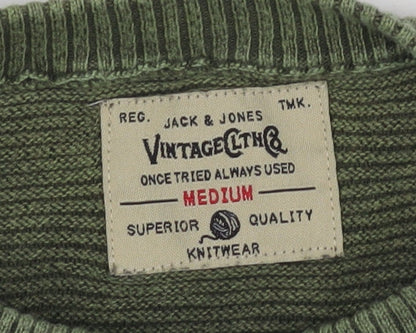 REG. JACK & JONES TMK.
VINTAGE CLTH Co
ONCE TRIED ALWAYS USED
MEDIUM
SUPERIOR QUALITY
KNITWEAR